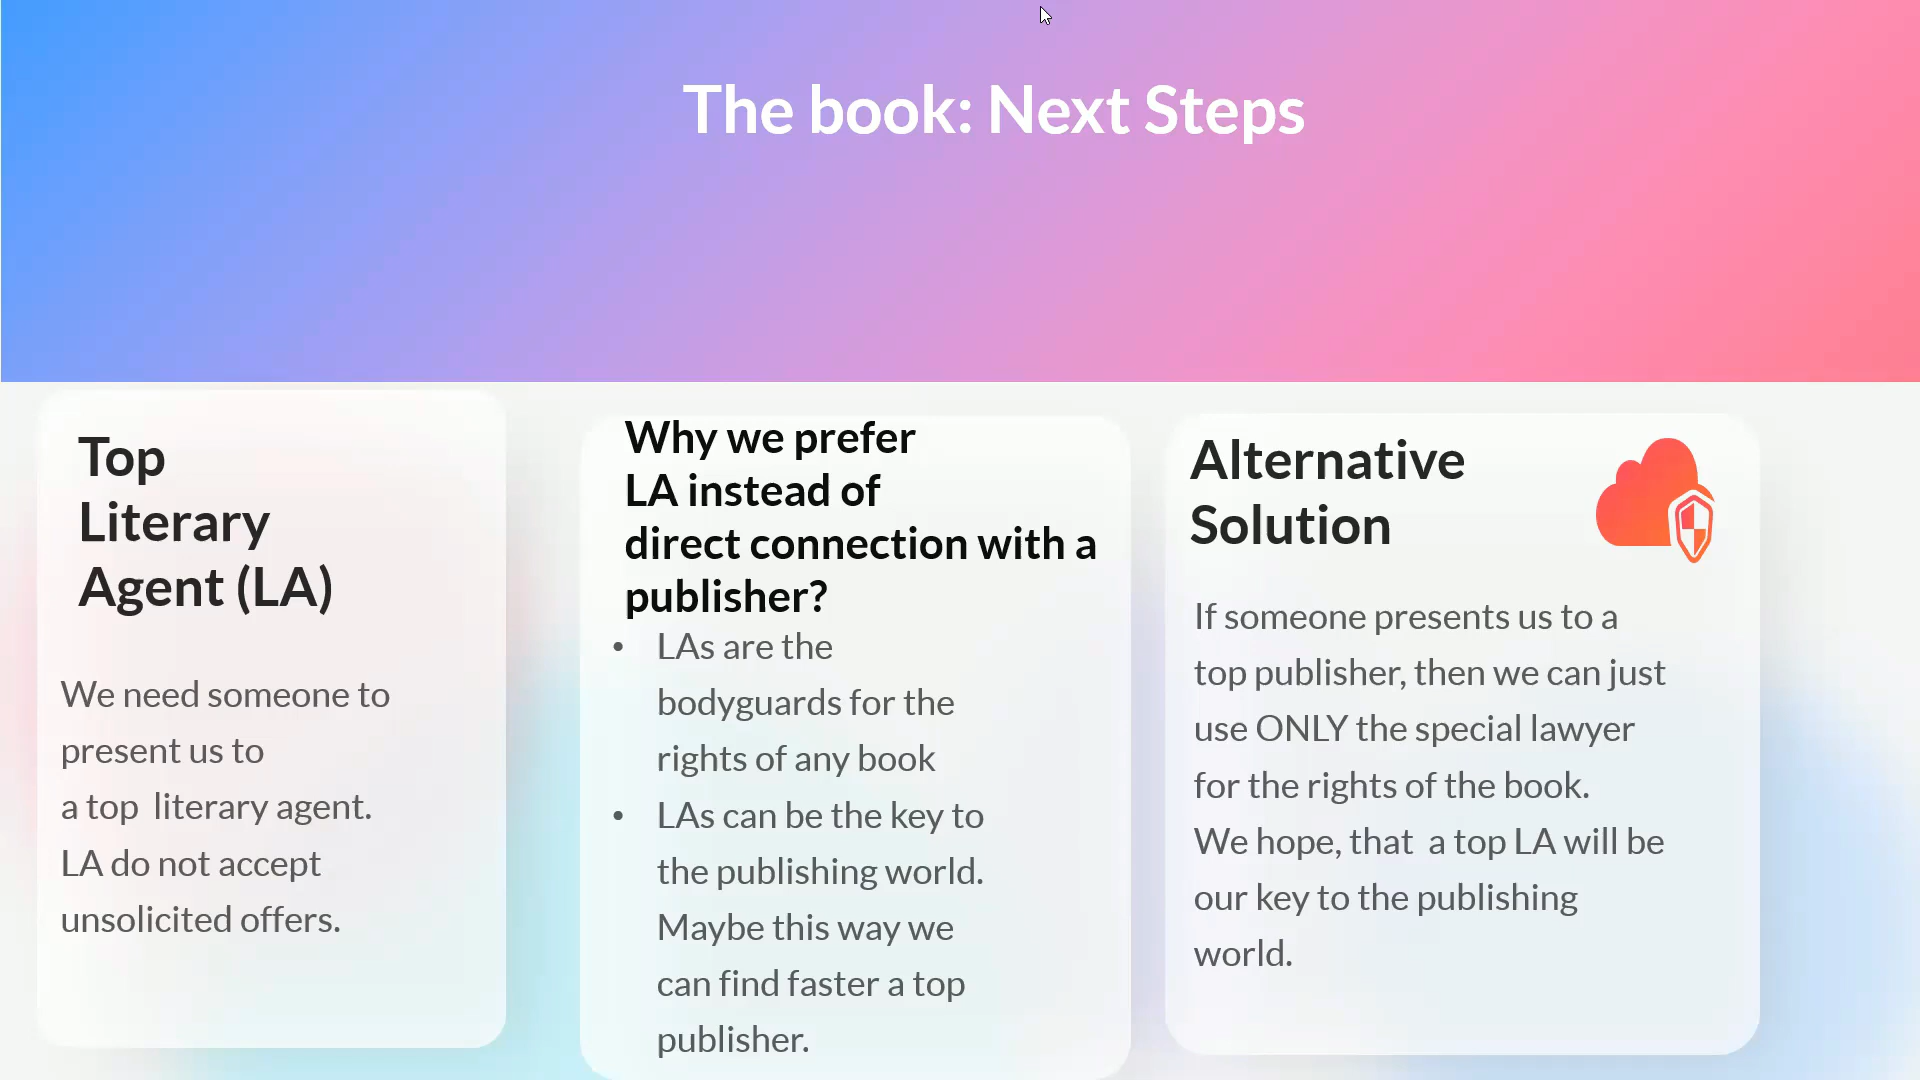 The book: Next Steps
Top
Literary
Agent (LA)
We need someone to
present us to
a top  literary agent.
LA do not accept
unsolicited offers.
Why we prefer
LA instead of
direct connection with a
publisher?
• LAs are the
bodyguards for the
rights of any book
• LAs can be the key to
the publishing world.
Maybe this way we
can find faster a top
publisher.
Alternative
Solution
If someone presents us to a
top publisher, then we can just
use ONLY the special lawyer
for the rights of the book.
We hope, that  a top LA will be
our key to the publishing
world.